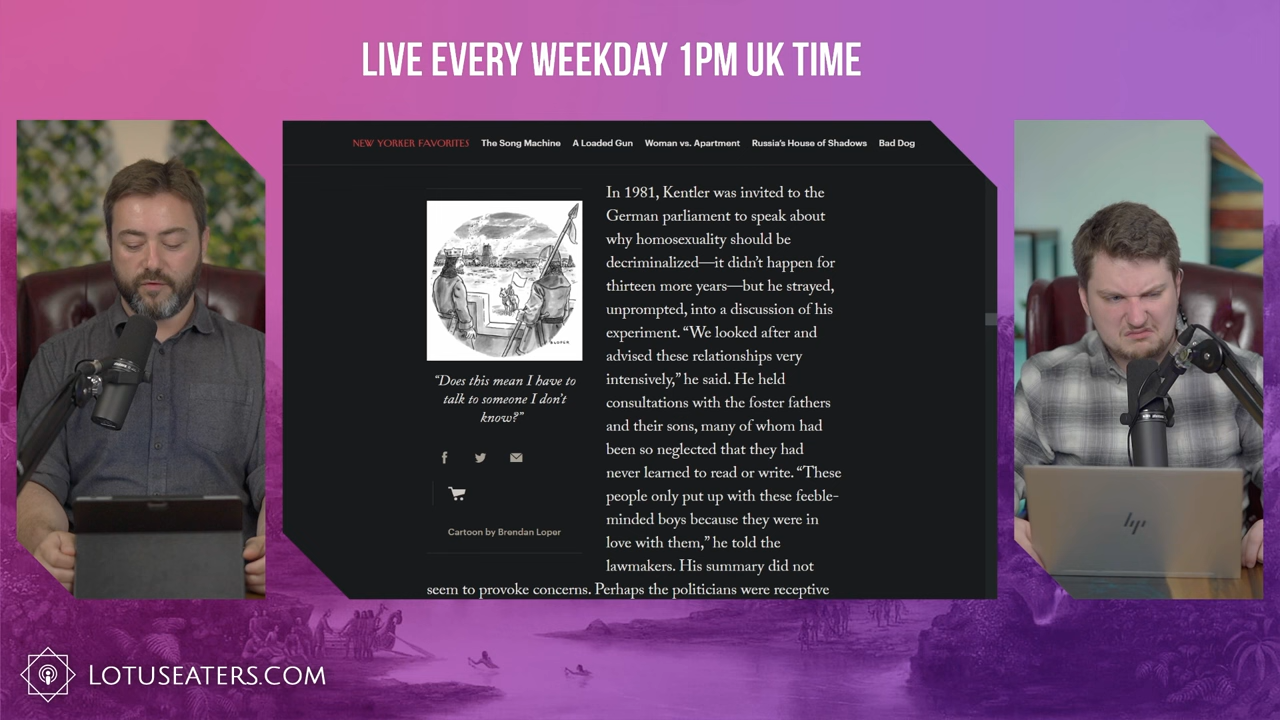 LIVE EVERY WEEKDAY 1PM UK TIME
NEW YORKER FAVORITES The Song Machine A Loaded Gun Woman vs. Apartment Russia's House of Shadows Bad Dog
"Does this mean I have to
talk to someone I don't
know?"
Cartoon by Brendan Loper
In 1981, Kentler was invited to the
German parliament to speak about
why homosexuality should be
decriminalized—it didn't happen for
thirteen more years—but he strayed,
unprompted, into a discussion of his
experiment. "We looked after and
advised these relationships very
intensively," he said. He held
consultations with the foster fathers
and their sons, many of whom had
been so neglected that they had
never learned to read or write. "These
people only put up with these feeble-
minded boys because they were in
love with them," he told the
lawmakers. His summary did not
seem to provoke concerns. Perhaps the politicians were receptive
hp
LOTUSEATERS.COM